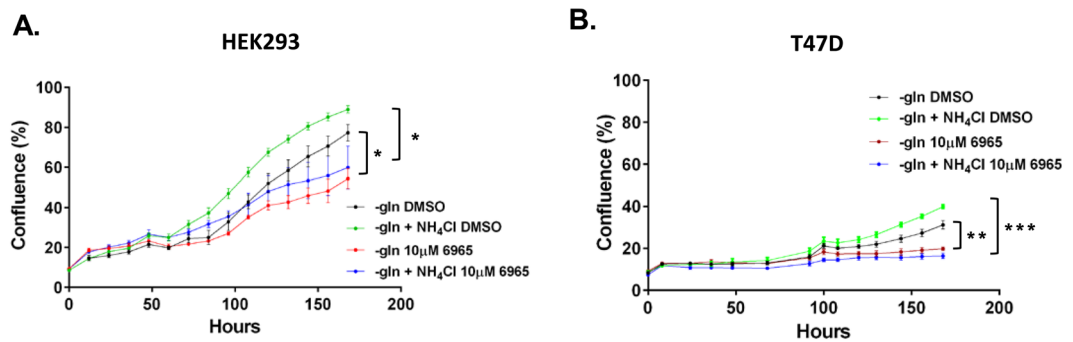 A.
HEK293
100
80
60
40
20
0
0 50 100 150 200
Confluence (%)
Hours
*
*
-gln DMSO
-gln + NH4Cl DMSO
-gln 10μM 6965
-gln + NH4Cl 10μM 6965
B.
T47D
100
80
60
40
20
0
0 50 100 150 200
Confluence (%)
Hours
-gln DMSO
-gln + NH4Cl DMSO
-gln 10μM 6965
-gln + NH4Cl 10μM 6965
**
***